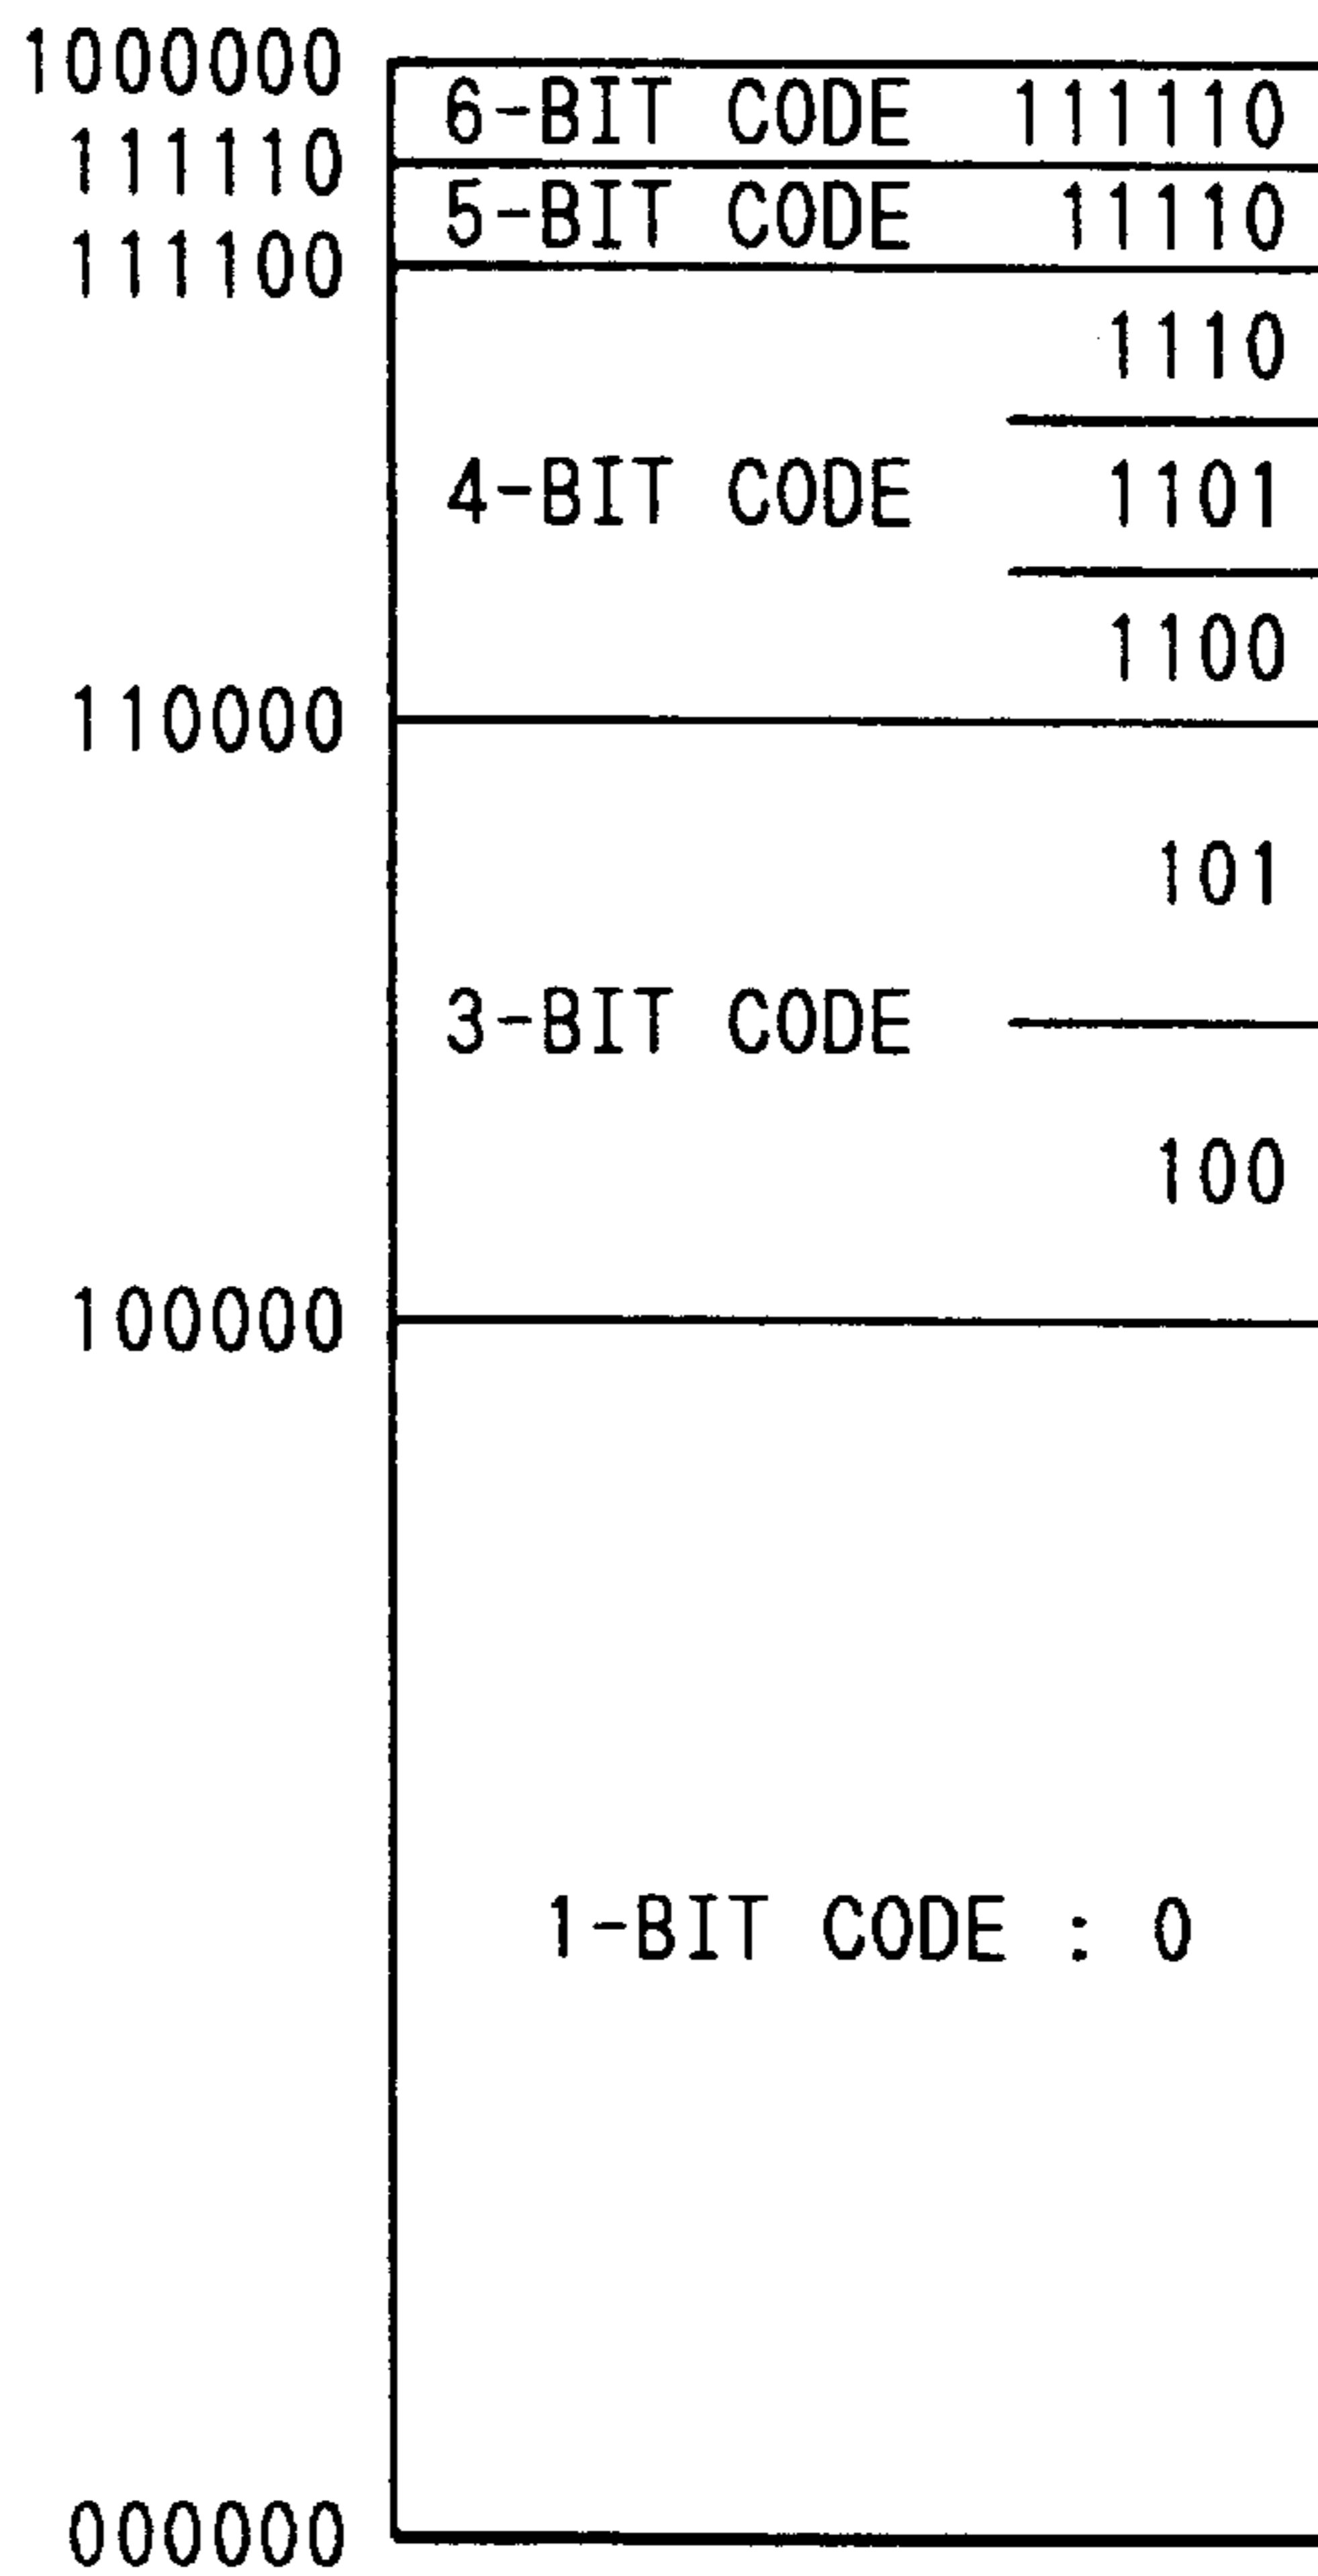 1000000
6-BIT CODE 111110
111110
5-BIT CODE 11110
111100
1110
4-BIT CODE 1101
1100
110000
101
3-BIT CODE
100
100000
1-BIT CODE : 0
000000